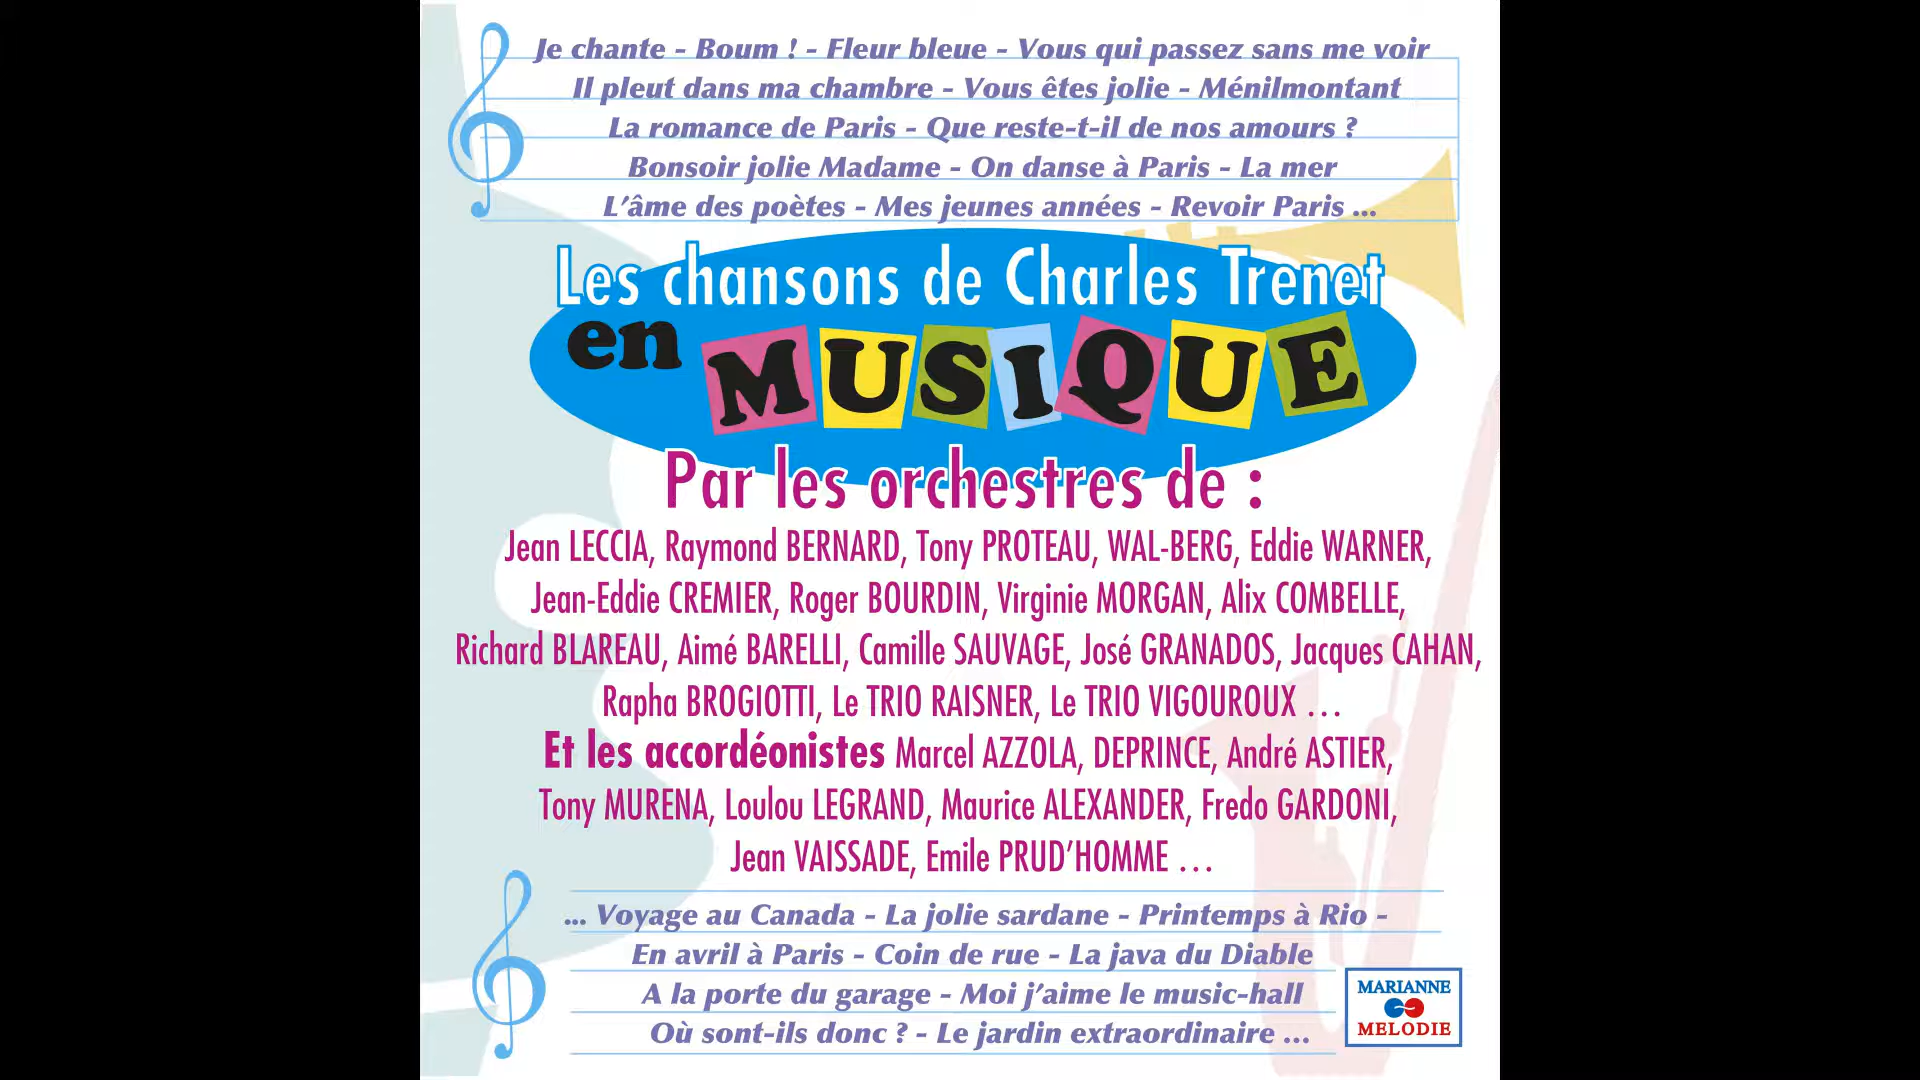 Je chante - Boum ! - Fleur bleue - Vous qui passez sans me voir
Il pleut dans ma chambre - Vous êtes jolie - Ménilmontant
La romance de Paris - Que reste-t-il de nos amours ?
Bonsoir jolie Madame - On danse à Paris - La mer
L'âme des poètes - Mes jeunes années - Revoir Paris ...
Les chansons de Charles Trenet
en MUSIQUE
Par les orchestres de :
Jean LECCIA, Raymond BERNARD, Tony PROTEAU, WAL-BERG, Eddie WARNER,
Jean-Eddie CREMIER, Roger BOURDIN, Virginie MORGAN, Alix COMBELLE,
Richard BLAREAU, Aimé BARELLI, Camille SAUVAGE, José GRANADOS, Jacques CAHAN,
Rapha BROGIOTTI, Le TRIO RAISNER, Le TRIO VIGOUROUX ...
Et les accordéonistes Marcel AZZOLA, DEPRINCE, André ASTIER,
Tony MURENA, Loulou LEGRAND, Maurice ALEXANDER, Fredo GARDONI,
Jean VAISSADE, Emile PRUD'HOMME ...
... Voyage au Canada - La jolie sardane - Printemps à Rio -
En avril à Paris - Coin de rue - La java du Diable
A la porte du garage - Moi j'aime le music-hall
Où sont-ils donc ? - Le jardin extraordinaire ...
MARIANNE
MELODIE